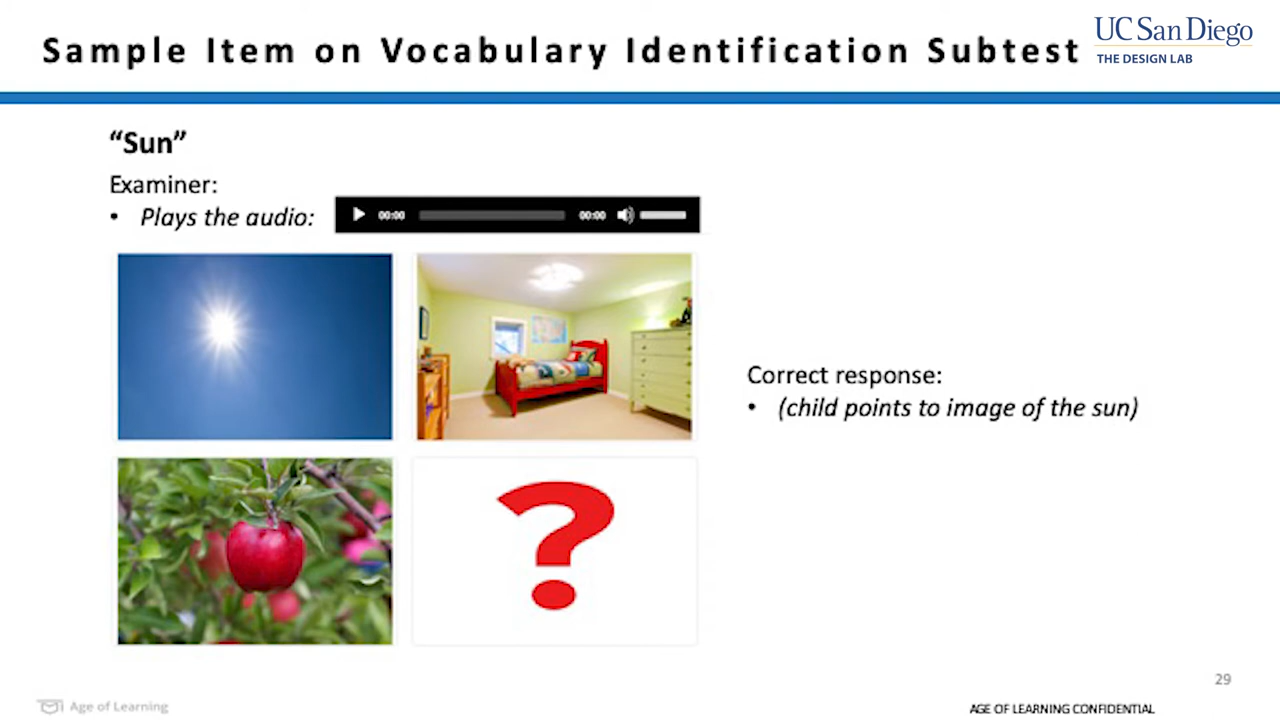 Sample Item on Vocabulary Identification Subtest
UC San Diego
THE DESIGN LAB
“Sun”
Examiner:
• Plays the audio:
00:00 00:00
Correct response:
• (child points to image of the sun)
?
29
Age of Learning
AGE OF LEARNING CONFIDENTIAL